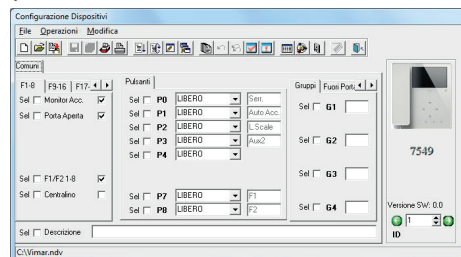 Configurazione Dispositivi
File Operazioni Modifica
Comuni
F1-8 F9-16 F17-
Sel Monitor Acc.
Sel Porta Aperta
Sel F1/F2 1-8
Sel Centralino
Pulsanti
Sel P0 LIBERO Serr.
Sel P1 LIBERO Auto Acc.
Sel P2 LIBERO L.Scale
Sel P3 LIBERO Aux2
Sel P4 LIBERO
Sel P7 LIBERO F1
Sel P8 LIBERO F2
Gruppi Fuori Porta
Sel G1
Sel G2
Sel G3
Sel G4
7549
Versione SW: 0.0
1
ID
Sel Descrizione
C:\Vimar.ndv